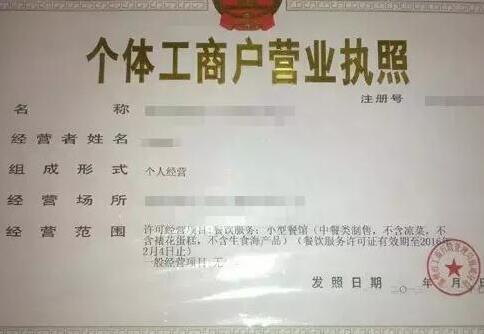 个体工商户营业执照
注册号
名称
经营者姓名
组成形式 个人经营
经营场所
经营范围 许可经营项目:餐饮服务:小型餐馆(中餐类制售,不含凉菜,不
含裱花蛋糕,不含生食海产品)(餐饮服务许可证有效期至2016年
2月4日止)
一般经营项目 无
发照日期 年 月 日